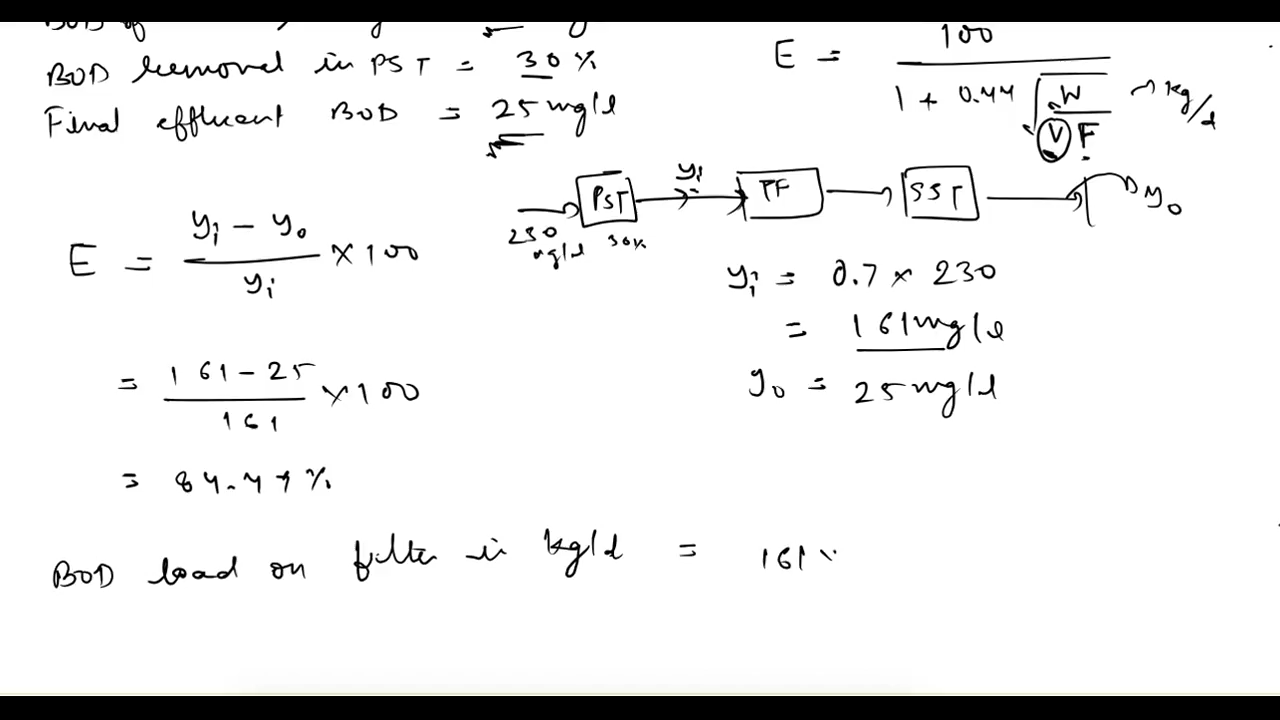 BOD of
BOD removal in PST = 30 %
Final effluent BOD = 25 mg/l
E = 100 / (1 + 0.44 √(W / (V F))) → kg/d
230 mg/l → PST 30% → yi → TF → SST → yo
E = (yi - yo) / yi × 100
= (161 - 25) / 161 × 100
= 84.47 %
yi = 0.7 × 230
= 161 mg/l
yo = 25 mg/l
BOD load on filter in kg/d = 161 ×